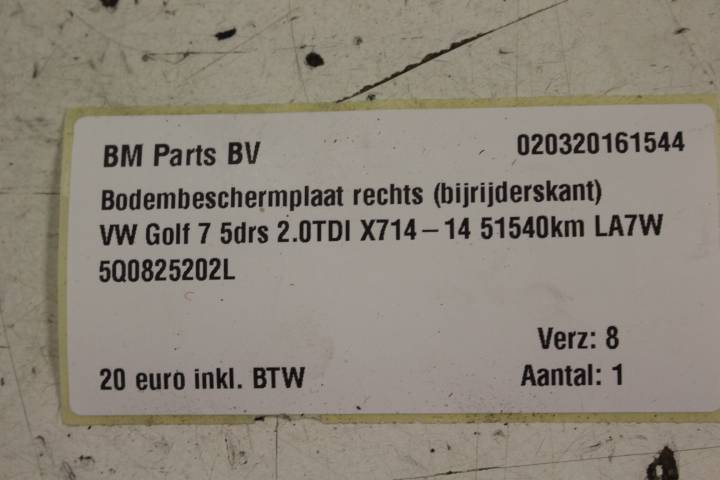 BM Parts BV 020320161544
Bodembeschermplaat rechts (bijrijderskant)
VW Golf 7 5drs 2.0TDI X714-14 51540km LA7W
5Q0825202L
Verz: 8
20 euro inkl. BTW Aantal: 1